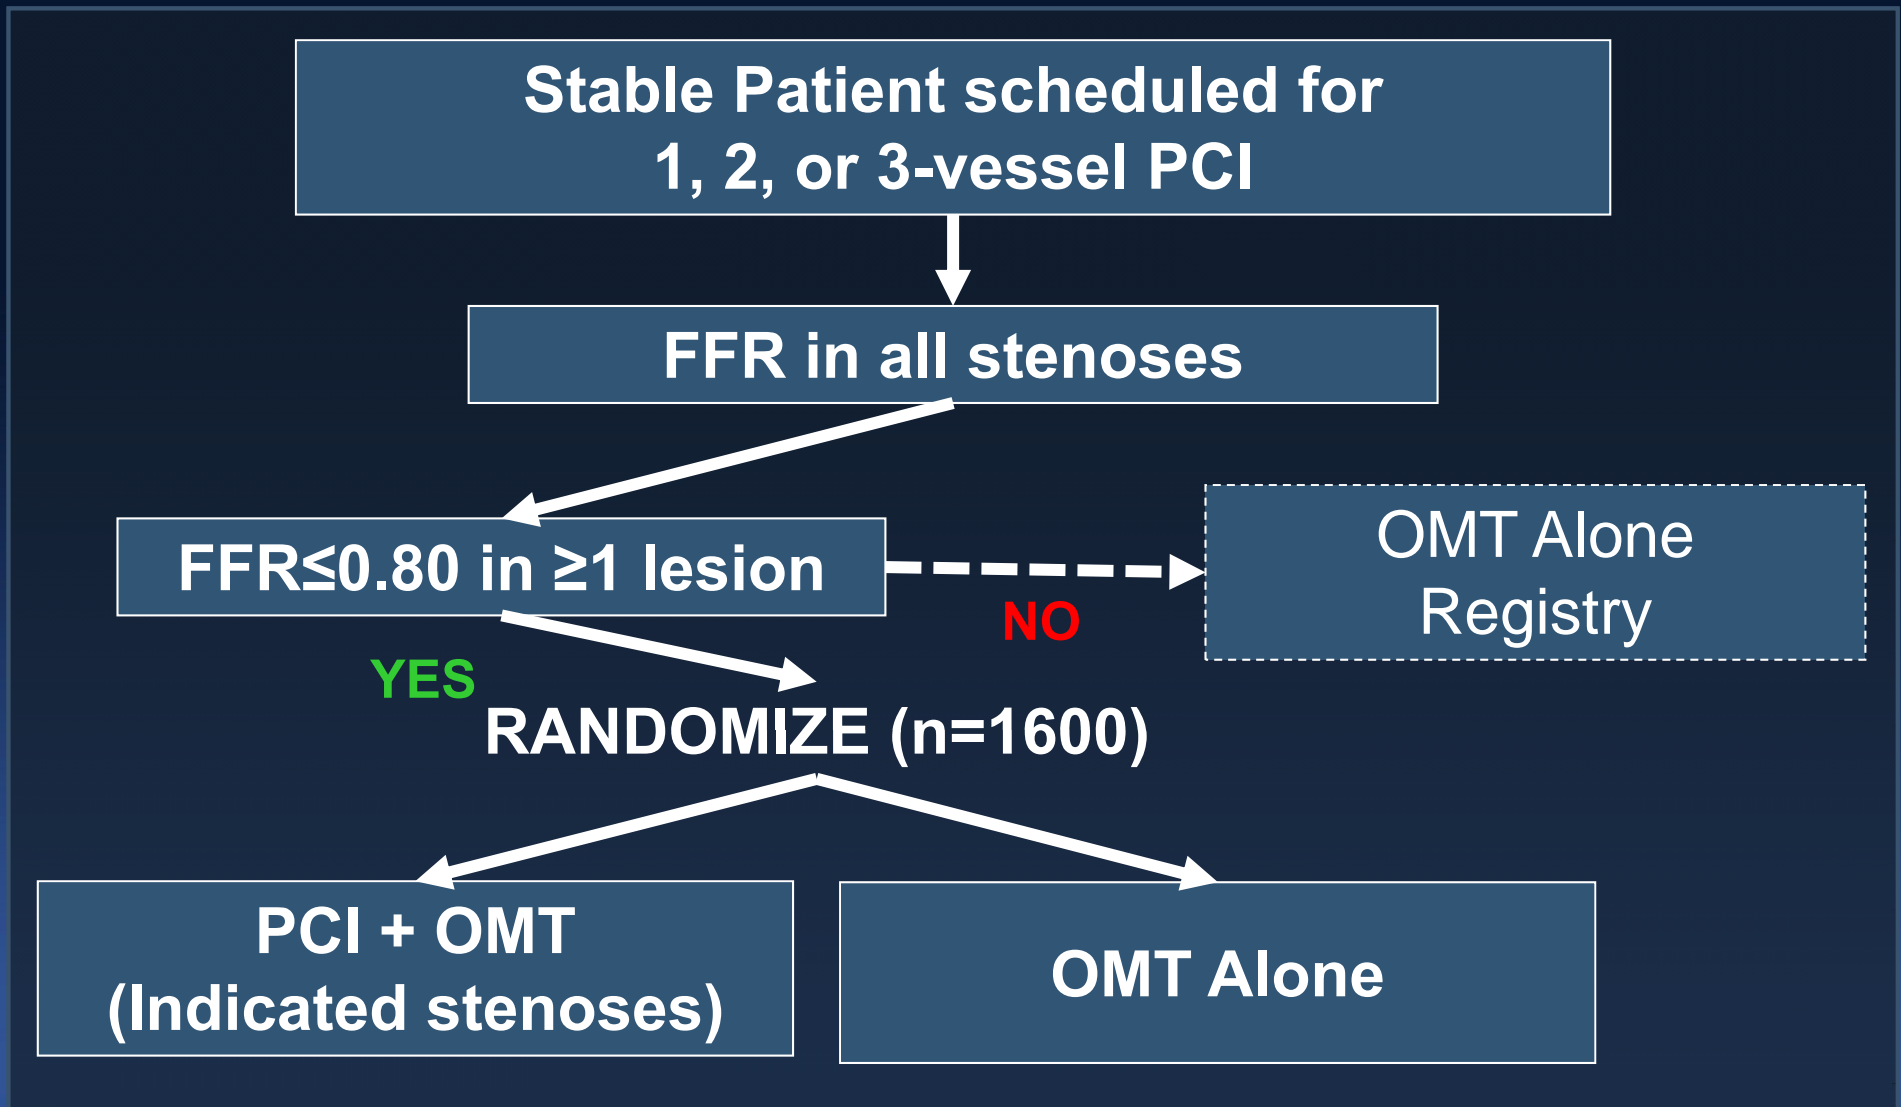 Stable Patient scheduled for
1, 2, or 3-vessel PCI
FFR in all stenoses
FFR≤0.80 in ≥1 lesion
NO
OMT Alone
Registry
YES
RANDOMIZE (n=1600)
PCI + OMT
(Indicated stenoses)
OMT Alone